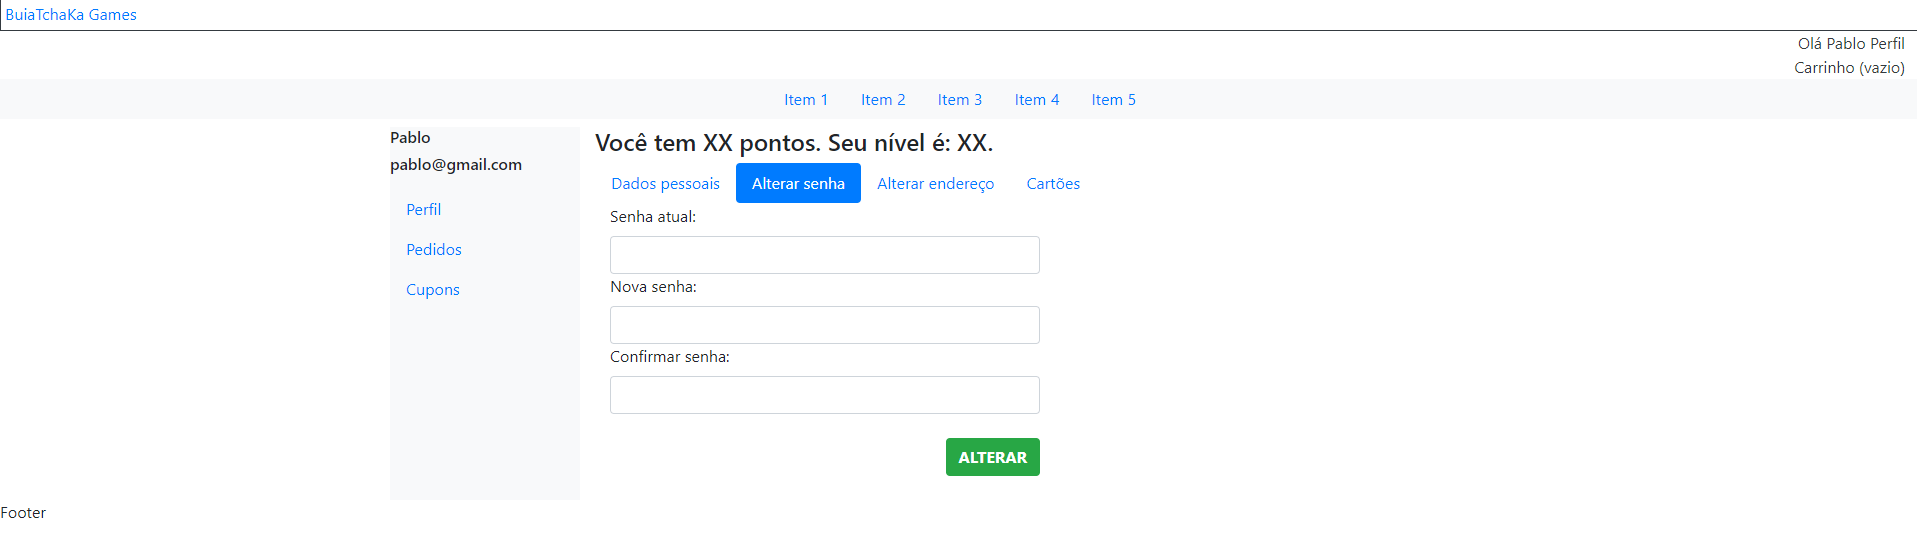 BuiaTchaKa Games
Olá Pablo Perfil
Carrinho (vazio)
Item 1 Item 2 Item 3 Item 4 Item 5
Pablo
pablo@gmail.com
Perfil
Pedidos
Cupons
Você tem XX pontos. Seu nível é: XX.
Dados pessoais Alterar senha Alterar endereço Cartões
Senha atual:
Nova senha:
Confirmar senha:
ALTERAR
Footer